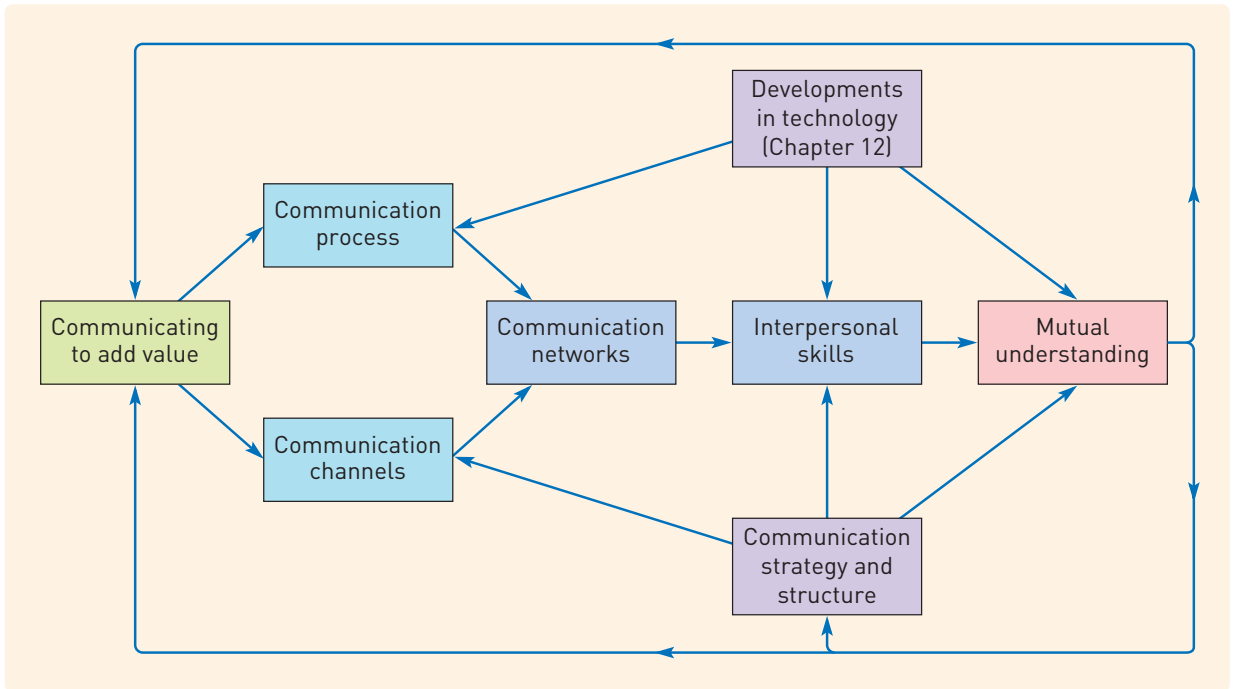 Developments
in technology
(Chapter 12)
Communication
process
Communicating
to add value
Communication
networks
Interpersonal
skills
Mutual
understanding
Communication
channels
Communication
strategy and
structure